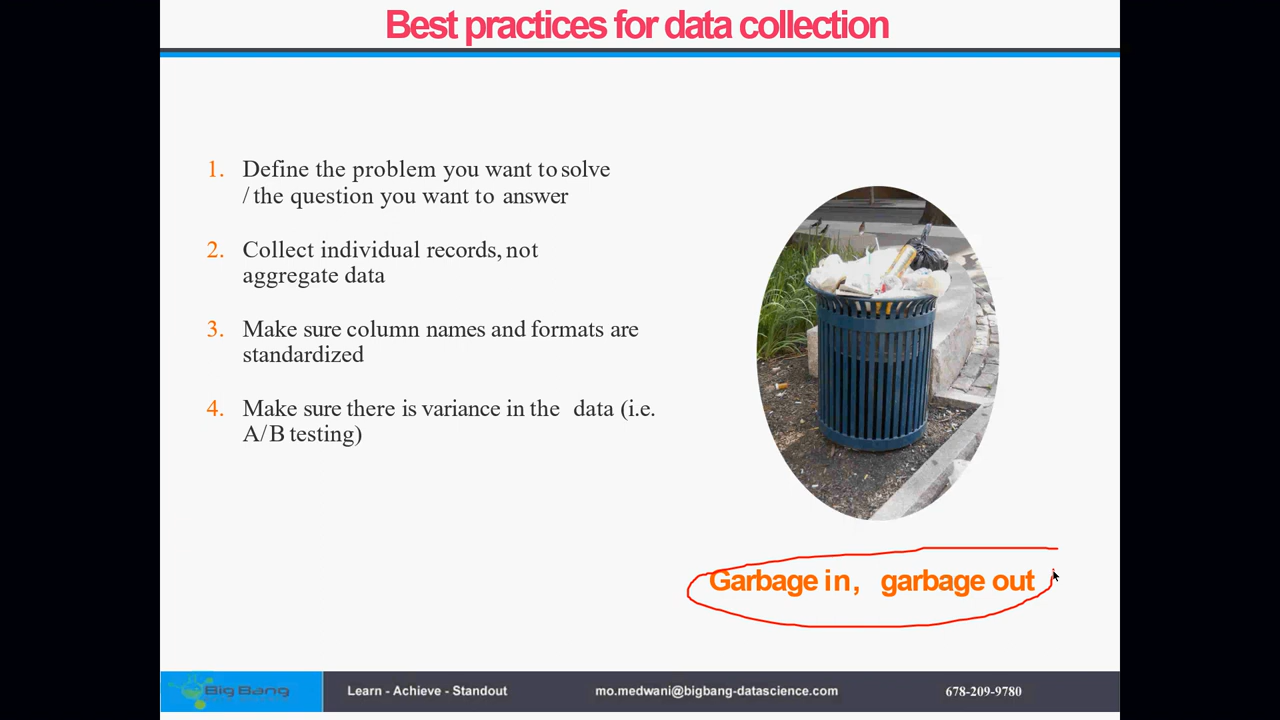 Best practices for data collection
1. Define the problem you want to solve
/ the question you want to answer
2. Collect individual records, not
aggregate data
3. Make sure column names and formats are
standardized
4. Make sure there is variance in the data (i.e.
A/B testing)
Garbage in, garbage out
Big Bang
Learn - Achieve - Standout
mo.medwani@bigbang-datascience.com
678-209-9780